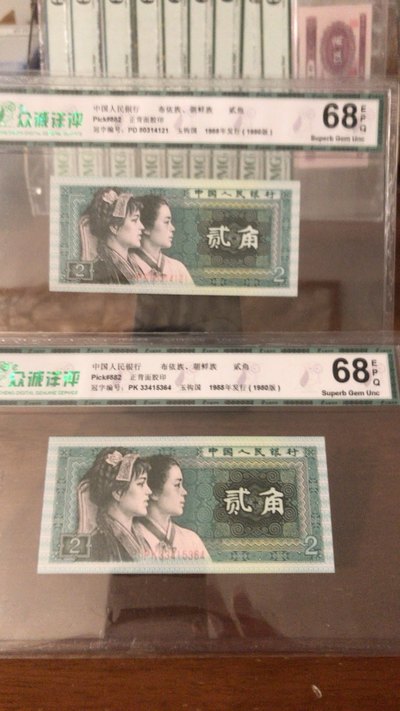 众诚评评
中国人民银行 布依族、朝鲜族 贰角
Pick#882 正背面胶印
冠字编号: PD 80314121 玉钩国 1988年发行(1980版)
68 EPQ
Superb Gem Unc
中国人民银行
贰角
2
2
众诚评评
中国人民银行 布依族、朝鲜族 贰角
Pick#882 正背面胶印
冠字编号: PK 33415364 玉钩国 1988年发行(1980版)
68 EPQ
Superb Gem Unc
中国人民银行
贰角
2
PK33415364
2